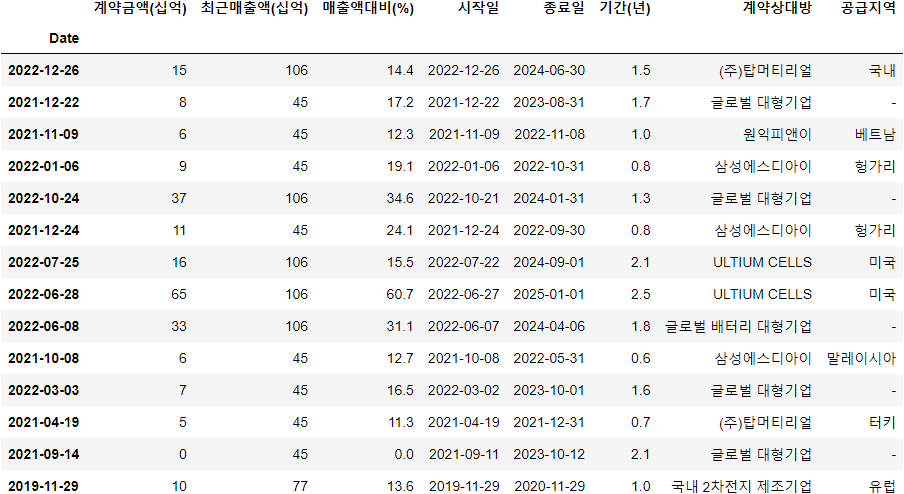 계약금액(십억) 최근매출액(십억) 매출액대비(%) 시작일 종료일 기간(년) 계약상대방 공급지역
Date
2022-12-26 15 106 14.4 2022-12-26 2024-06-30 1.5 (주)탑머티리얼 국내
2021-12-22 8 45 17.2 2021-12-22 2023-08-31 1.7 글로벌 대형기업 -
2021-11-09 6 45 12.3 2021-11-09 2022-11-08 1.0 원익피앤이 베트남
2022-01-06 9 45 19.1 2022-01-06 2022-10-31 0.8 삼성에스디아이 헝가리
2022-10-24 37 106 34.6 2022-10-21 2024-01-31 1.3 글로벌 대형기업 -
2021-12-24 11 45 24.1 2021-12-24 2022-09-30 0.8 삼성에스디아이 헝가리
2022-07-25 16 106 15.5 2022-07-22 2024-09-01 2.1 ULTIUM CELLS 미국
2022-06-28 65 106 60.7 2022-06-27 2025-01-01 2.5 ULTIUM CELLS 미국
2022-06-08 33 106 31.1 2022-06-07 2024-04-06 1.8 글로벌 배터리 대형기업 -
2021-10-08 6 45 12.7 2021-10-08 2022-05-31 0.6 삼성에스디아이 말레이시아
2022-03-03 7 45 16.5 2022-03-02 2023-10-01 1.6 글로벌 대형기업 -
2021-04-19 5 45 11.3 2021-04-19 2021-12-31 0.7 (주)탑머티리얼 터키
2021-09-14 0 45 0.0 2021-09-11 2023-10-12 2.1 글로벌 대형기업 -
2019-11-29 10 77 13.6 2019-11-29 2020-11-29 1.0 국내 2차전지 제조기업 유럽